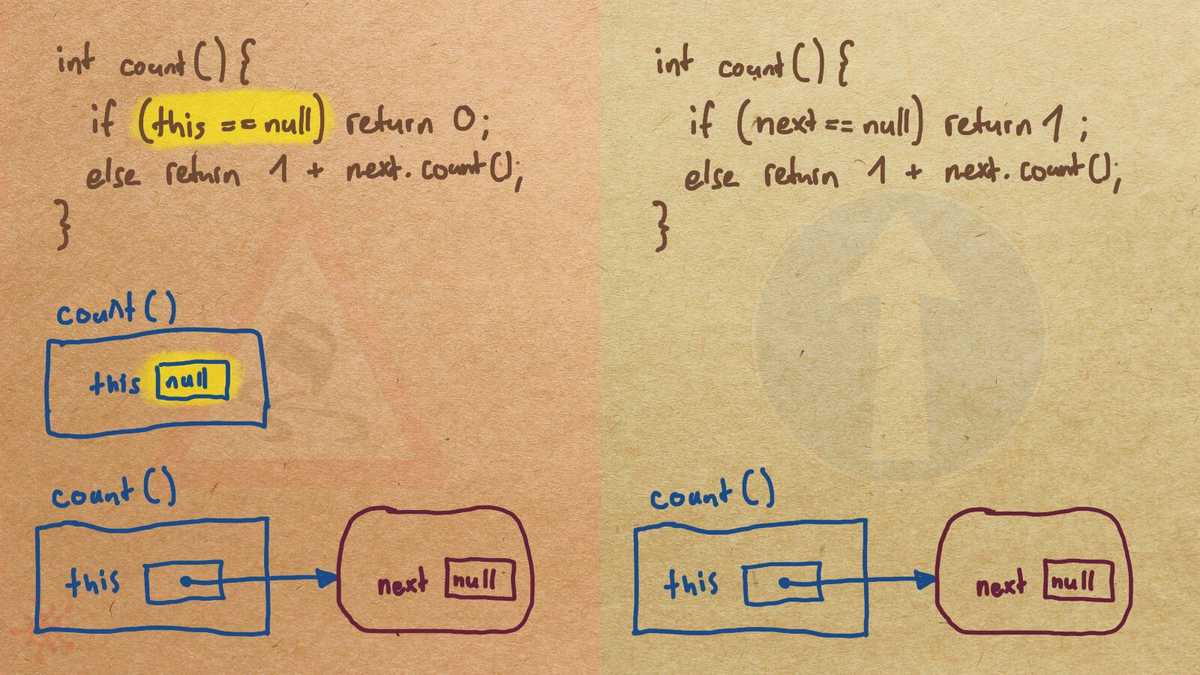 int count() {
if (this == null) return 0;
else return 1 + next.count();
}
count()
this null
count()
this
next null
int count() {
if (next == null) return 1;
else return 1 + next.count();
}
count()
this
next null